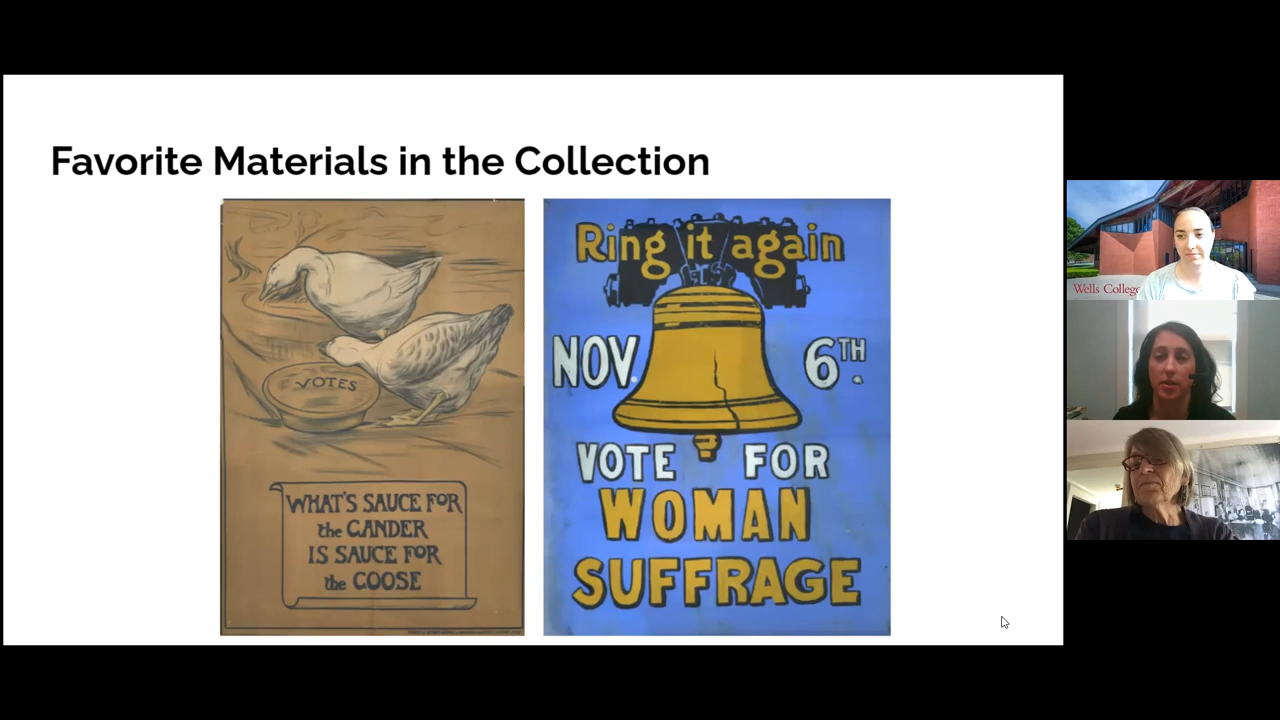 Favorite Materials in the Collection
VOTES
WHAT'S SAUCE FOR
the GANDER
IS SAUCE FOR
the GOOSE
Ring it again
NOV. 6TH.
VOTE FOR
WOMAN
SUFFRAGE
Wells College